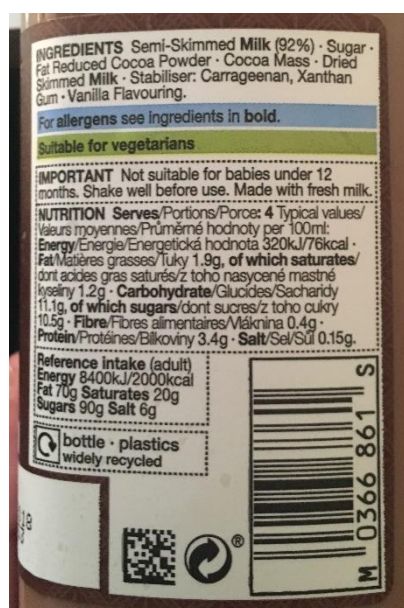 INGREDIENTS Semi-Skimmed Milk (92%) · Sugar ·
Fat Reduced Cocoa Powder · Cocoa Mass · Dried
Skimmed Milk · Stabiliser: Carrageenan, Xanthan
Gum · Vanilla Flavouring.
For allergens see ingredients in bold.
Suitable for vegetarians
IMPORTANT Not suitable for babies under 12
months. Shake well before use. Made with fresh milk.
NUTRITION Serves/Portions/Porce: 4 Typical values/
Valeurs moyennes/Průměrné hodnoty per 100ml:
Energy/Energie/Energetická hodnota 320kJ/76kcal ·
Fat/Matières grasses/Tuky 1.9g, of which saturates/
dont acides gras saturés/z toho nasycené mastné
kyseliny 1.2g · Carbohydrate/Glucides/Sacharidy
11.1g, of which sugars/dont sucres/z toho cukry
10.5g · Fibre/Fibres alimentaires/Vláknina 0.4g ·
Protein/Protéines/Bílkoviny 3.4g · Salt/Sel/Sůl 0.15g.
Reference intake (adult)
Energy 8400kJ/2000kcal
Fat 70g Saturates 20g
Sugars 90g Salt 6g
bottle · plastics
widely recycled
®
M 0366 861 S